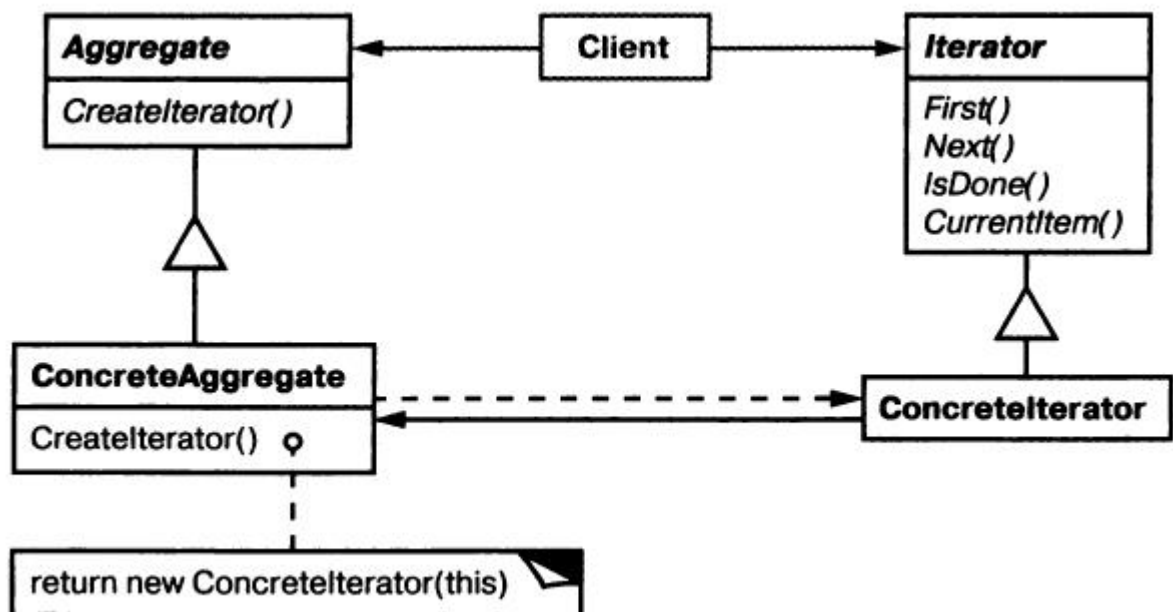 Aggregate
CreateIterator()
Client
Iterator
First()
Next()
IsDone()
CurrentItem()
ConcreteAggregate
CreateIterator()
ConcreteIterator
return new ConcreteIterator(this)